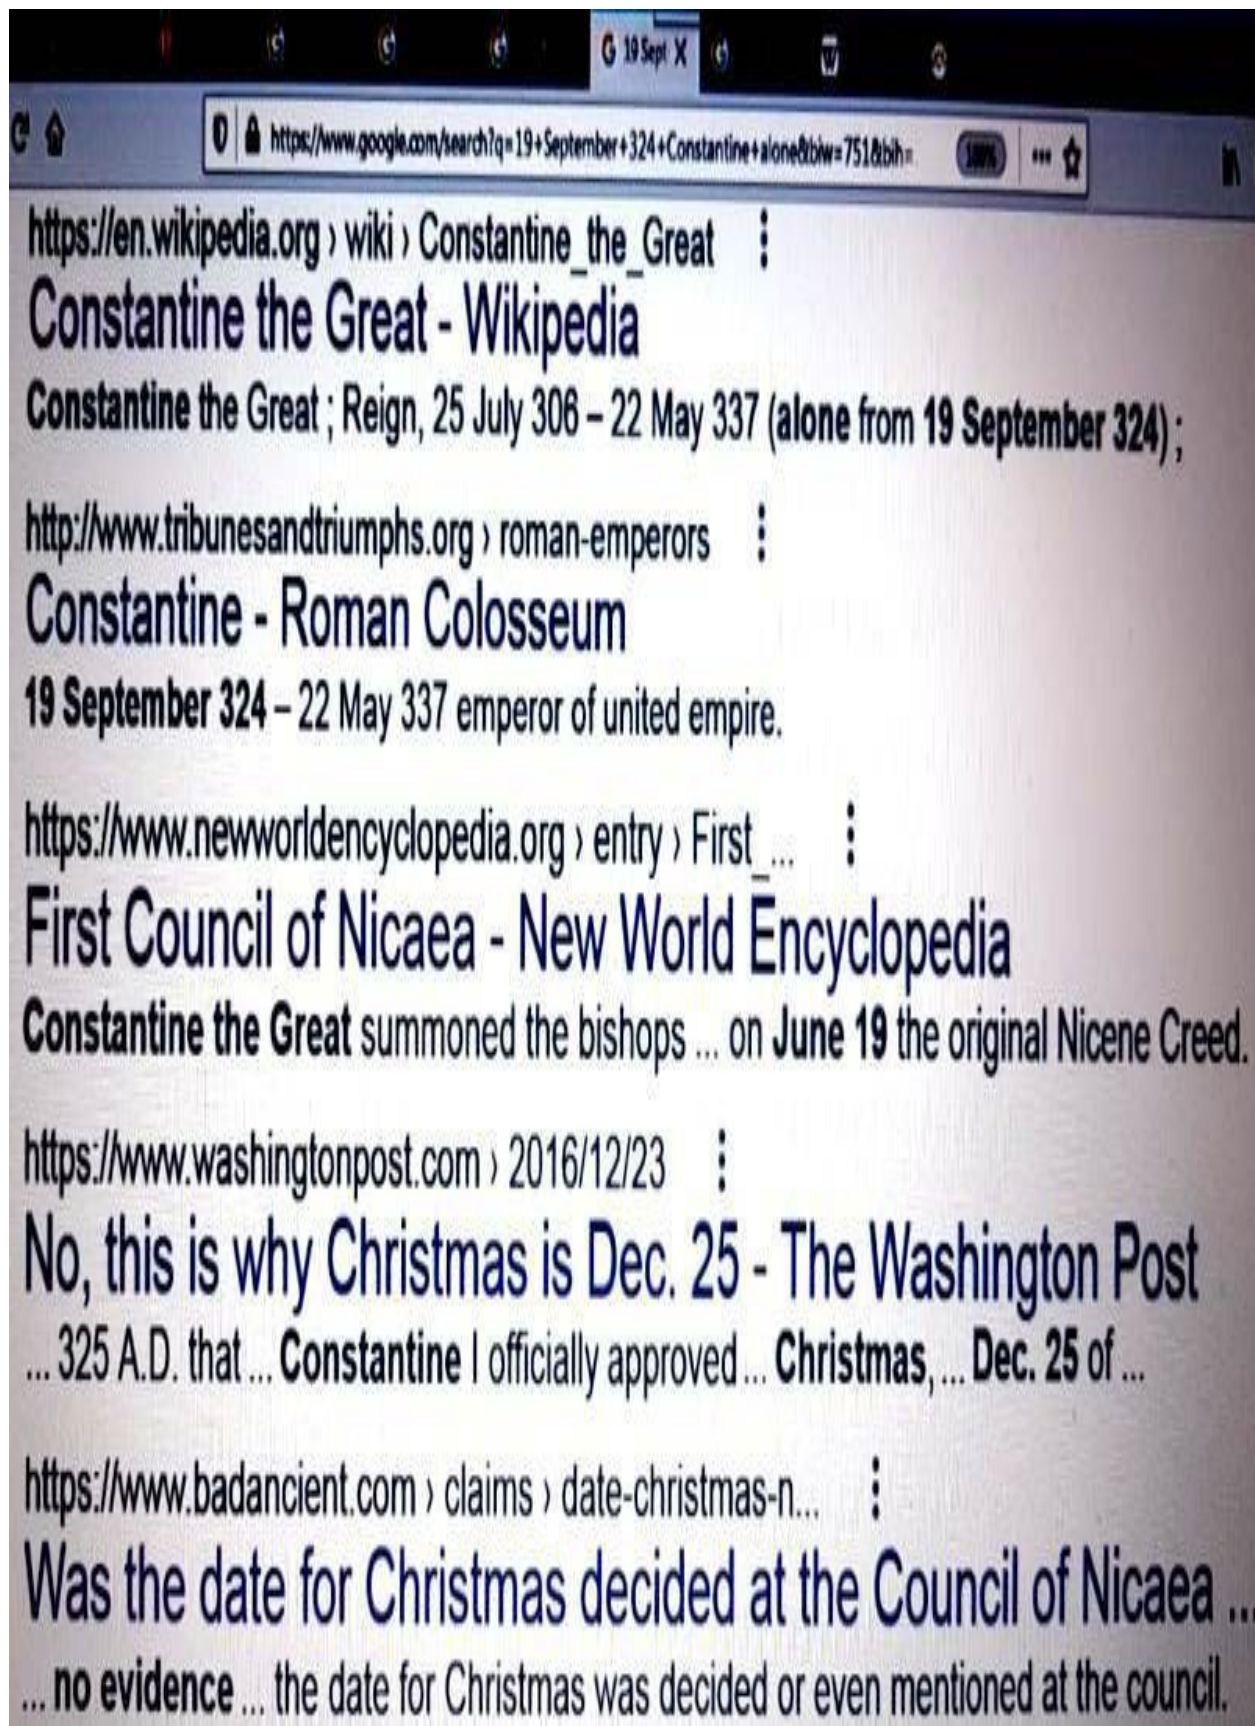 19 Sept X
https://www.google.com/search?q=19+September+324+Constantine+alone&biw=751&bih=
100%
https://en.wikipedia.org › wiki › Constantine_the_Great
Constantine the Great - Wikipedia
Constantine the Great ; Reign, 25 July 306 – 22 May 337 (alone from 19 September 324) ;
http://www.tribunesandtriumphs.org › roman-emperors
Constantine - Roman Colosseum
19 September 324 – 22 May 337 emperor of united empire.
https://www.newworldencyclopedia.org › entry › First_...
First Council of Nicaea - New World Encyclopedia
Constantine the Great summoned the bishops ... on June 19 the original Nicene Creed.
https://www.washingtonpost.com › 2016/12/23
No, this is why Christmas is Dec. 25 - The Washington Post
... 325 A.D. that ... Constantine I officially approved ... Christmas, ... Dec. 25 of ...
https://www.badancient.com › claims › date-christmas-n...
Was the date for Christmas decided at the Council of Nicaea ...
... no evidence ... the date for Christmas was decided or even mentioned at the council.